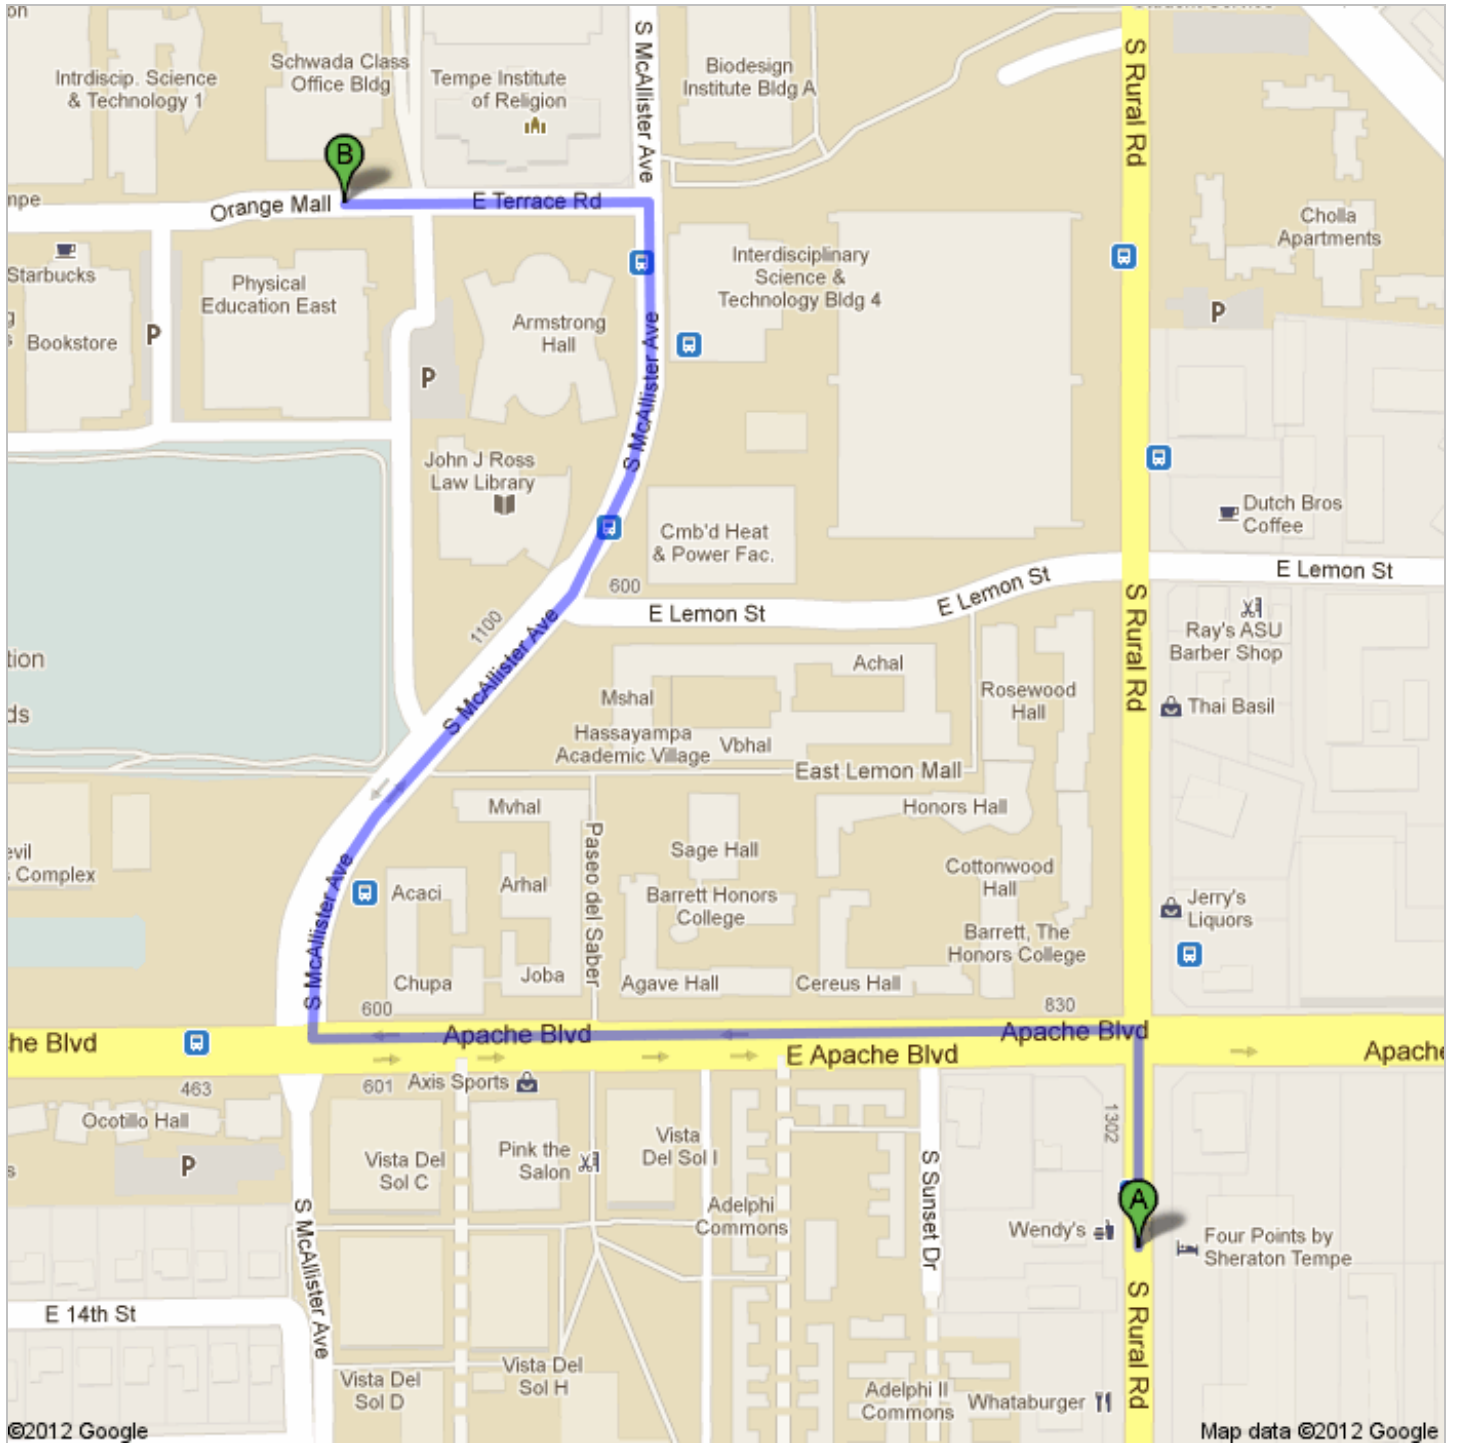 on
Student Service
Intrdiscip. Science
& Technology 1
Schwada Class
Office Bldg
Tempe Institute
of Religion
S McAllister Ave
Biodesign
Institute Bldg A
S Rural Rd
B
mpe
Orange Mall
E Terrace Rd
Cholla
Apartments
Starbucks
Physical
Education East
Interdisciplinary
Science &
Technology Bldg 4
P
g
s
Bookstore
P
Armstrong
Hall
P
S McAllister Ave
John J Ross
Law Library
Cmb'd Heat
& Power Fac.
Dutch Bros
Coffee
E Lemon St
600
E Lemon St
E Lemon St
1100
S McAllister Ave
S Rural Rd
Ray's ASU
Barber Shop
tion
ds
Achal
Mshal
Rosewood
Hall
Thai Basil
Hassayampa
Academic Village
Vbhal
East Lemon Mall
Mvhal
Honors Hall
Paseo del Saber
Sage Hall
evil
s Complex
S McAllister Ave
Acaci
Arhal
Barrett Honors
College
Cottonwood
Hall
Jerry's
Liquors
Barrett, The
Honors College
Chupa
Joba
Agave Hall
Cereus Hall
600
830
he Blvd
Apache Blvd
Apache Blvd
E Apache Blvd
Apache
463
601
Axis Sports
Ocotillo Hall
1302
P
Vista Del
Sol C
Pink the
Salon
Vista
Del Sol I
S Sunset Dr
s
A
Adelphi
Commons
Wendy's
Four Points by
Sheraton Tempe
S McAllister Ave
E 14th St
S Rural Rd
Vista Del
Sol D
Vista Del
Sol H
Adelphi II
Commons
Whataburger
©2012 Google
Map data ©2012 Google